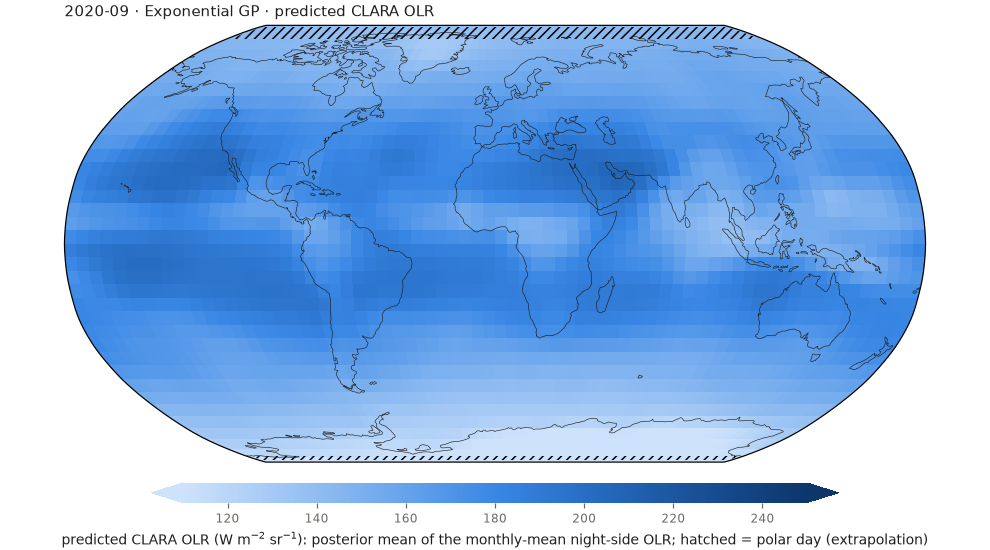 2020-09 · Exponential GP · predicted CLARA OLR
120 140 160 180 200 220 240
predicted CLARA OLR (W m⁻² sr⁻¹): posterior mean of the monthly-mean night-side OLR; hatched = polar day (extrapolation)